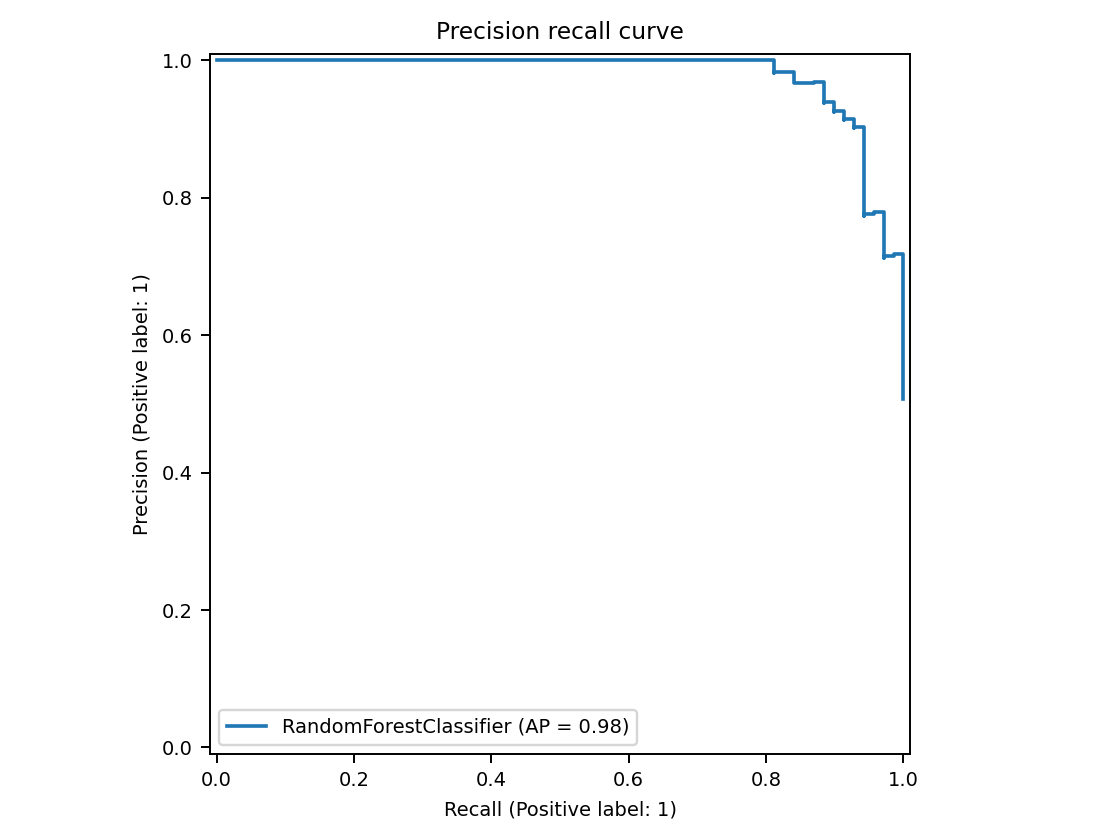 Precision recall curve
1.0
0.8
0.6
0.4
0.2
0.0
Precision (Positive label: 1)
RandomForestClassifier (AP = 0.98)
0.0 0.2 0.4 0.6 0.8 1.0
Recall (Positive label: 1)